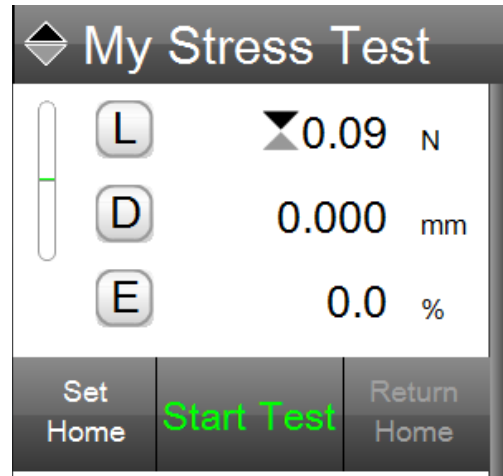 My Stress Test
L 0.09 N
D 0.000 mm
E 0.0 %
Set Home
Start Test
Return Home